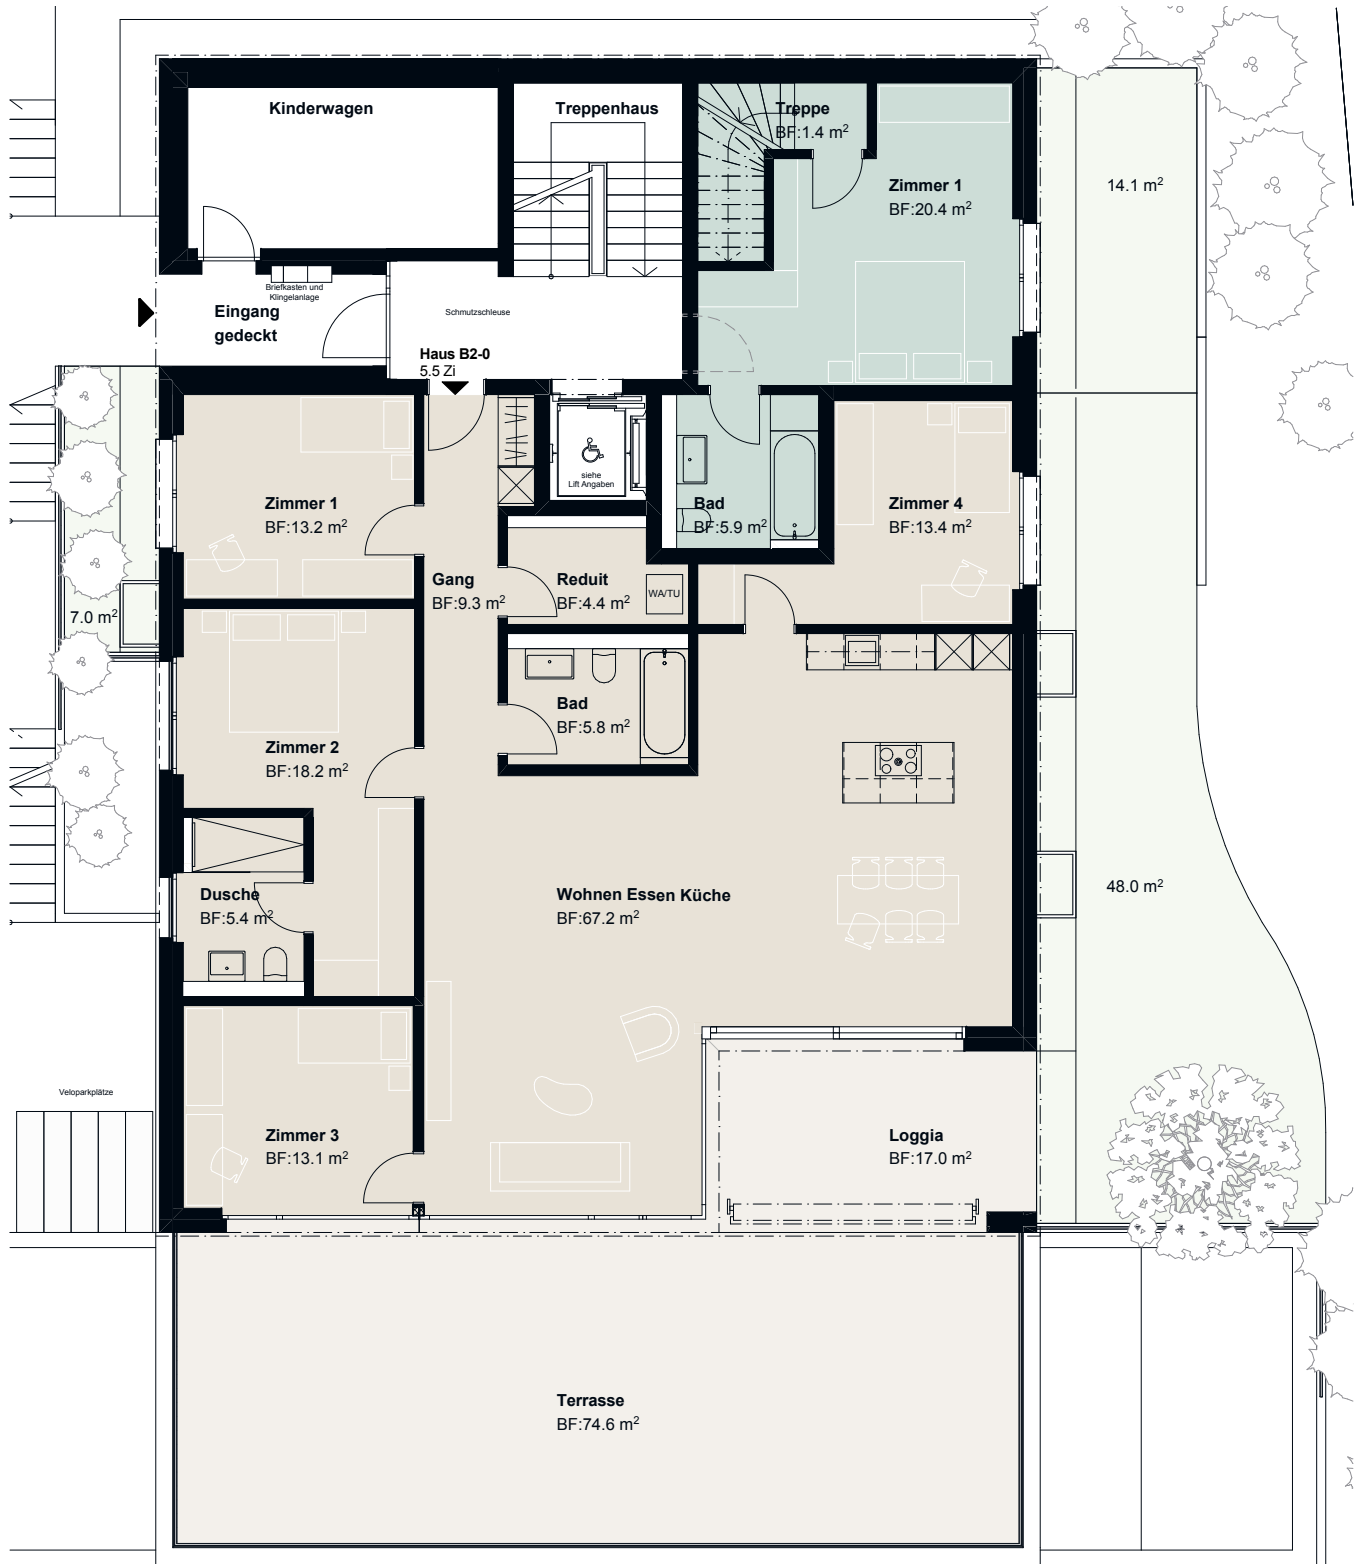 Kinderwagen
Treppenhaus
Treppe
BF:1.4 m²
Zimmer 1
BF:20.4 m²
14.1 m²
Briefkasten und
Klingelanlage
Eingang
gedeckt
Schmutzschleuse
Haus B2-0
5.5 Zi
siehe
Lift Angaben
Zimmer 1
BF:13.2 m²
Bad
BF:5.9 m²
Zimmer 4
BF:13.4 m²
Gang
BF:9.3 m²
Reduit
BF:4.4 m²
WA/TU
7.0 m²
Bad
BF:5.8 m²
Zimmer 2
BF:18.2 m²
Dusche
BF:5.4 m²
Wohnen Essen Küche
BF:67.2 m²
48.0 m²
Veloparkplätze
Zimmer 3
BF:13.1 m²
Loggia
BF:17.0 m²
Terrasse
BF:74.6 m²